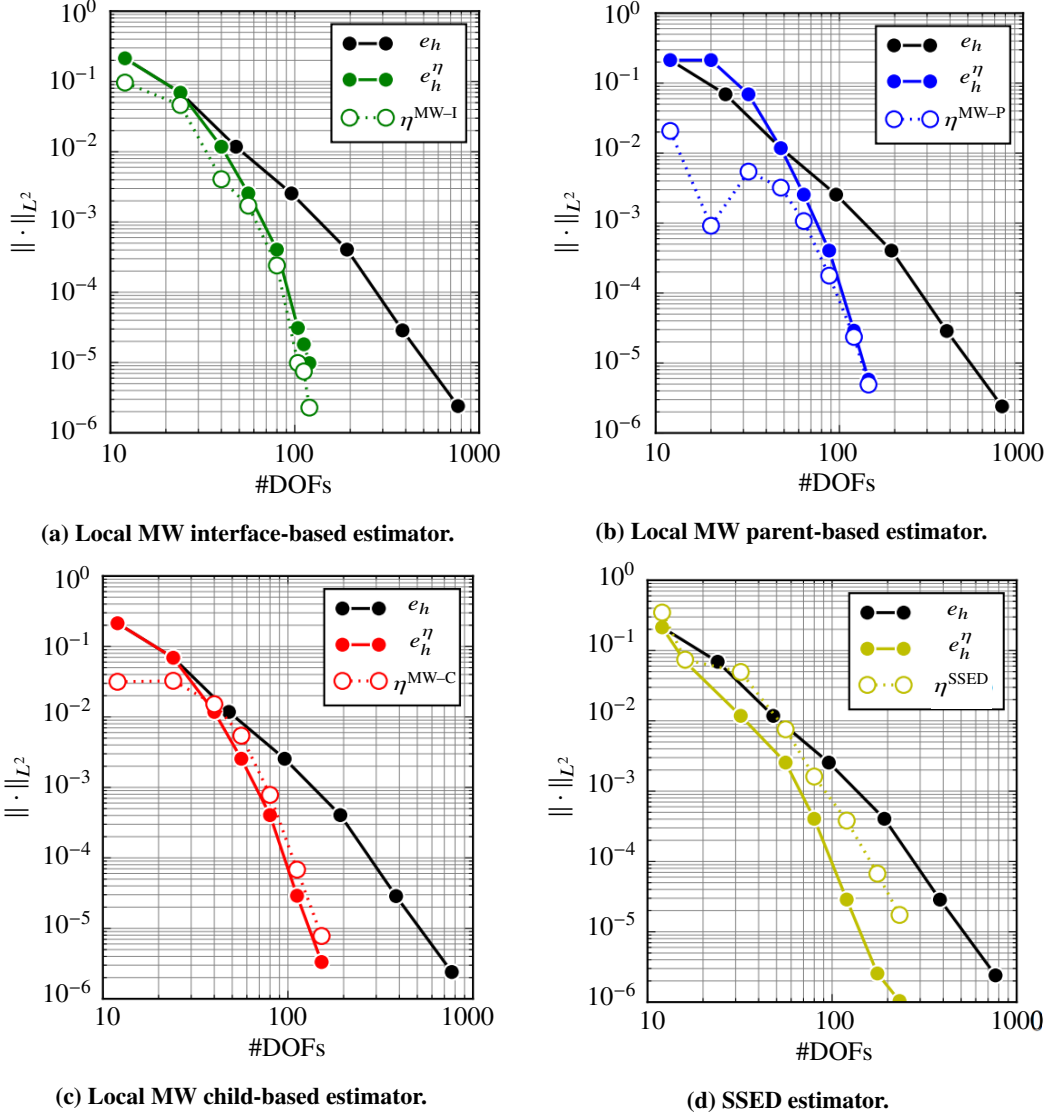 10^0
10^{-1}
10^{-2}
10^{-3}
10^{-4}
10^{-5}
10^{-6}
‖ · ‖_{L^2}
e_h
e_h^η
η^{MW–I}
10
100
1000
#DOFs
(a) Local MW interface-based estimator.
10^0
10^{-1}
10^{-2}
10^{-3}
10^{-4}
10^{-5}
10^{-6}
‖ · ‖_{L^2}
e_h
e_h^η
η^{MW–P}
10
100
1000
#DOFs
(b) Local MW parent-based estimator.
10^0
10^{-1}
10^{-2}
10^{-3}
10^{-4}
10^{-5}
10^{-6}
‖ · ‖_{L^2}
e_h
e_h^η
η^{MW–C}
10
100
1000
#DOFs
(c) Local MW child-based estimator.
10^0
10^{-1}
10^{-2}
10^{-3}
10^{-4}
10^{-5}
10^{-6}
‖ · ‖_{L^2}
e_h
e_h^η
η^{SSED}
10
100
1000
#DOFs
(d) SSED estimator.